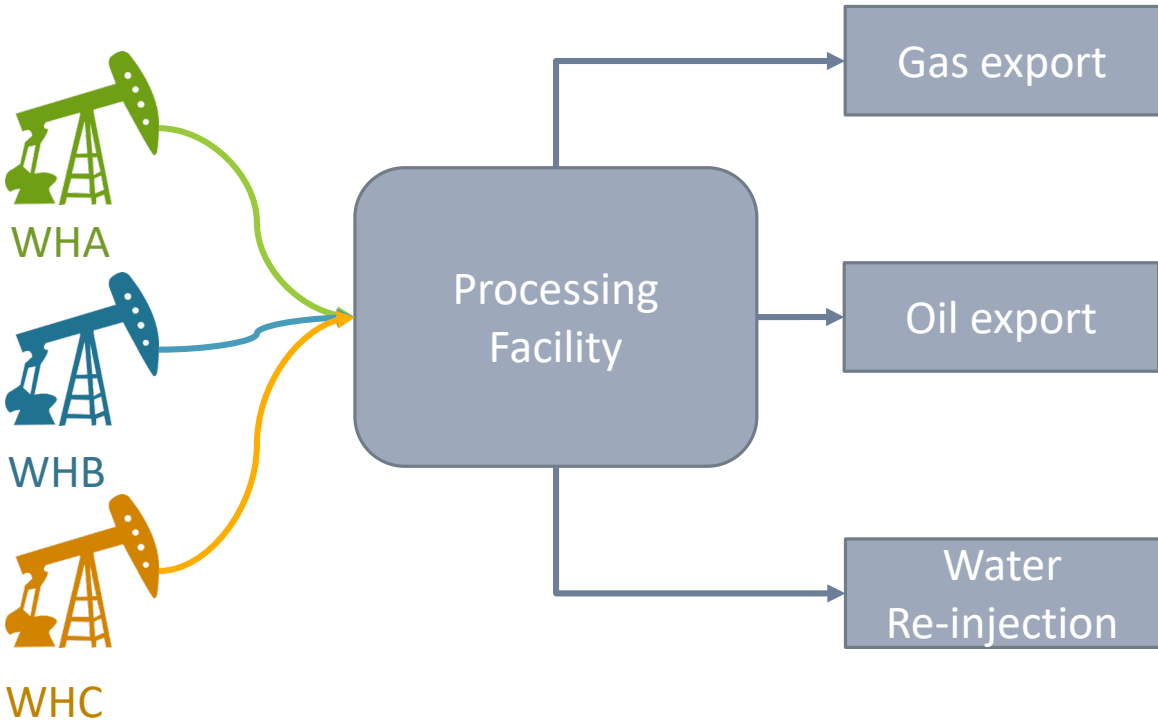 WHA
WHB
WHC
Processing
Facility
Gas export
Oil export
Water
Re-injection